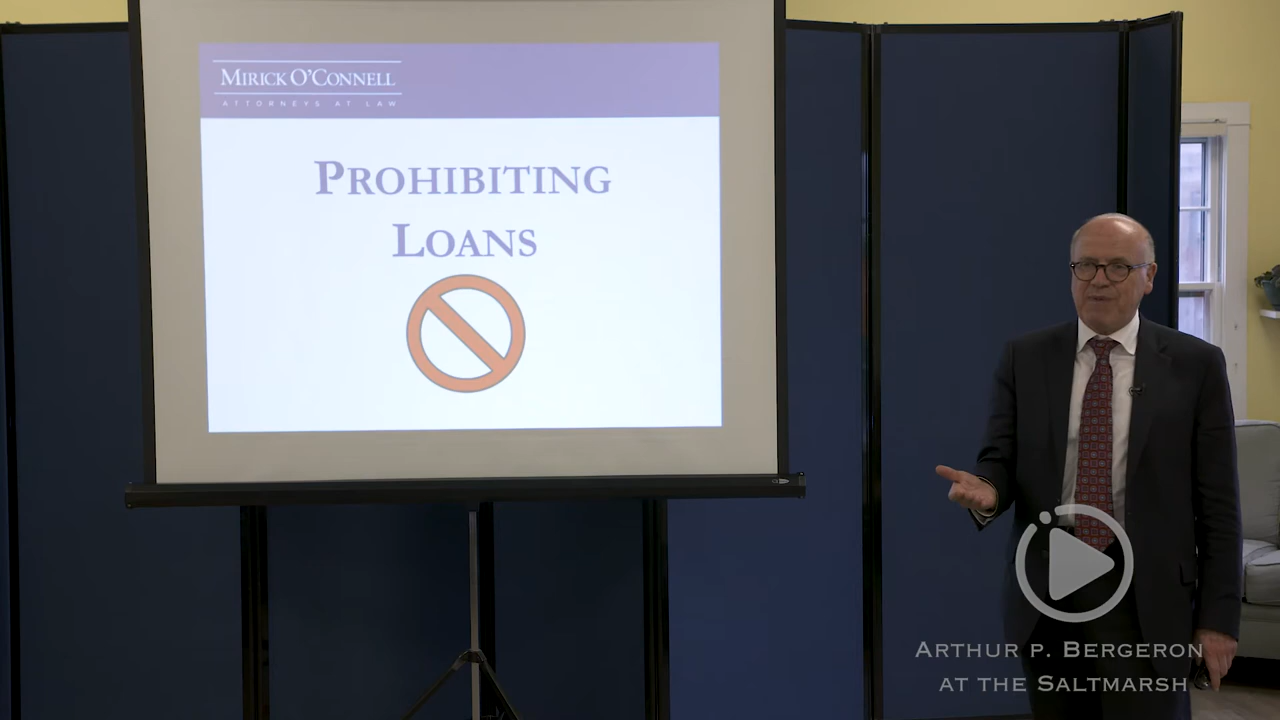 MIRICK O'CONNELL
ATTORNEYS AT LAW
PROHIBITING
LOANS
ARTHUR P. BERGERON
AT THE SALTMARSH